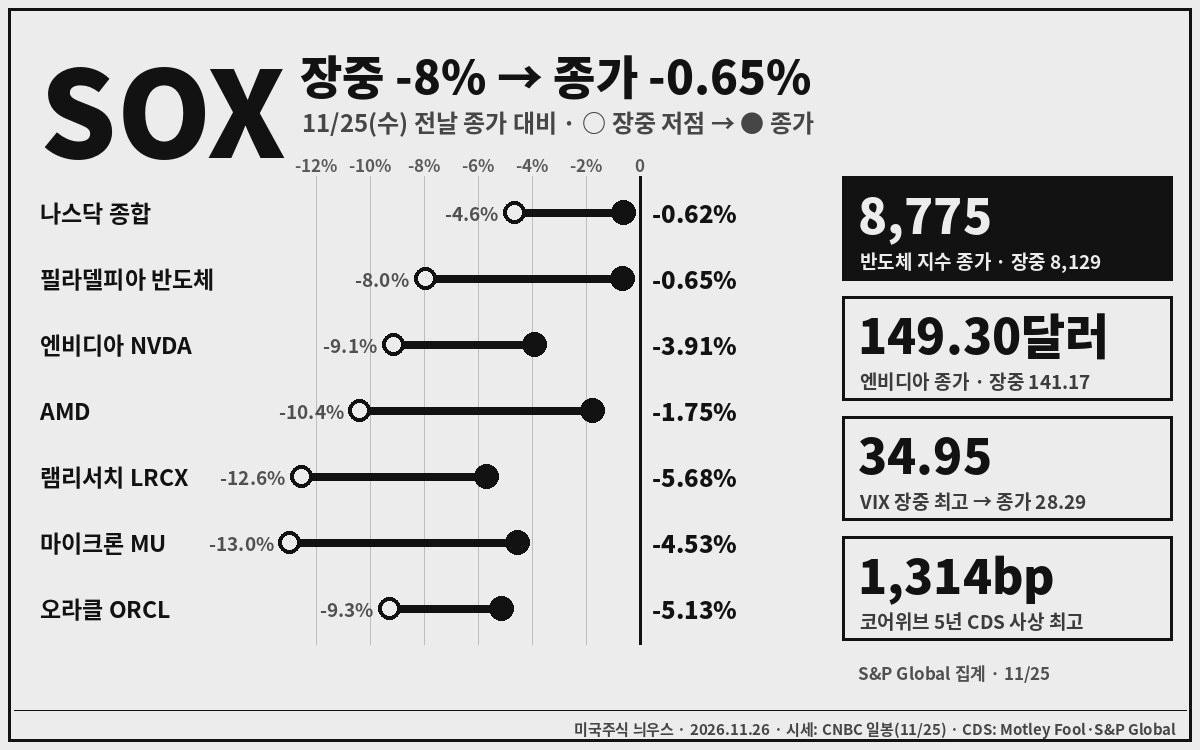 SOX
장중 -8% → 종가 -0.65%
11/25(수) 전날 종가 대비 · ○ 장중 저점 → ● 종가
-12% -10% -8% -6% -4% -2% 0
나스닥 종합 -4.6% -0.62%
필라델피아 반도체 -8.0% -0.65%
엔비디아 NVDA -9.1% -3.91%
AMD -10.4% -1.75%
램리서치 LRCX -12.6% -5.68%
마이크론 MU -13.0% -4.53%
오라클 ORCL -9.3% -5.13%
8,775
반도체 지수 종가 · 장중 8,129
149.30달러
엔비디아 종가 · 장중 141.17
34.95
VIX 장중 최고 → 종가 28.29
1,314bp
코어위브 5년 CDS 사상 최고
S&P Global 집계 · 11/25
미국주식 늬우스 · 2026.11.26 · 시세: CNBC 일봉(11/25) · CDS: Motley Fool·S&P Global